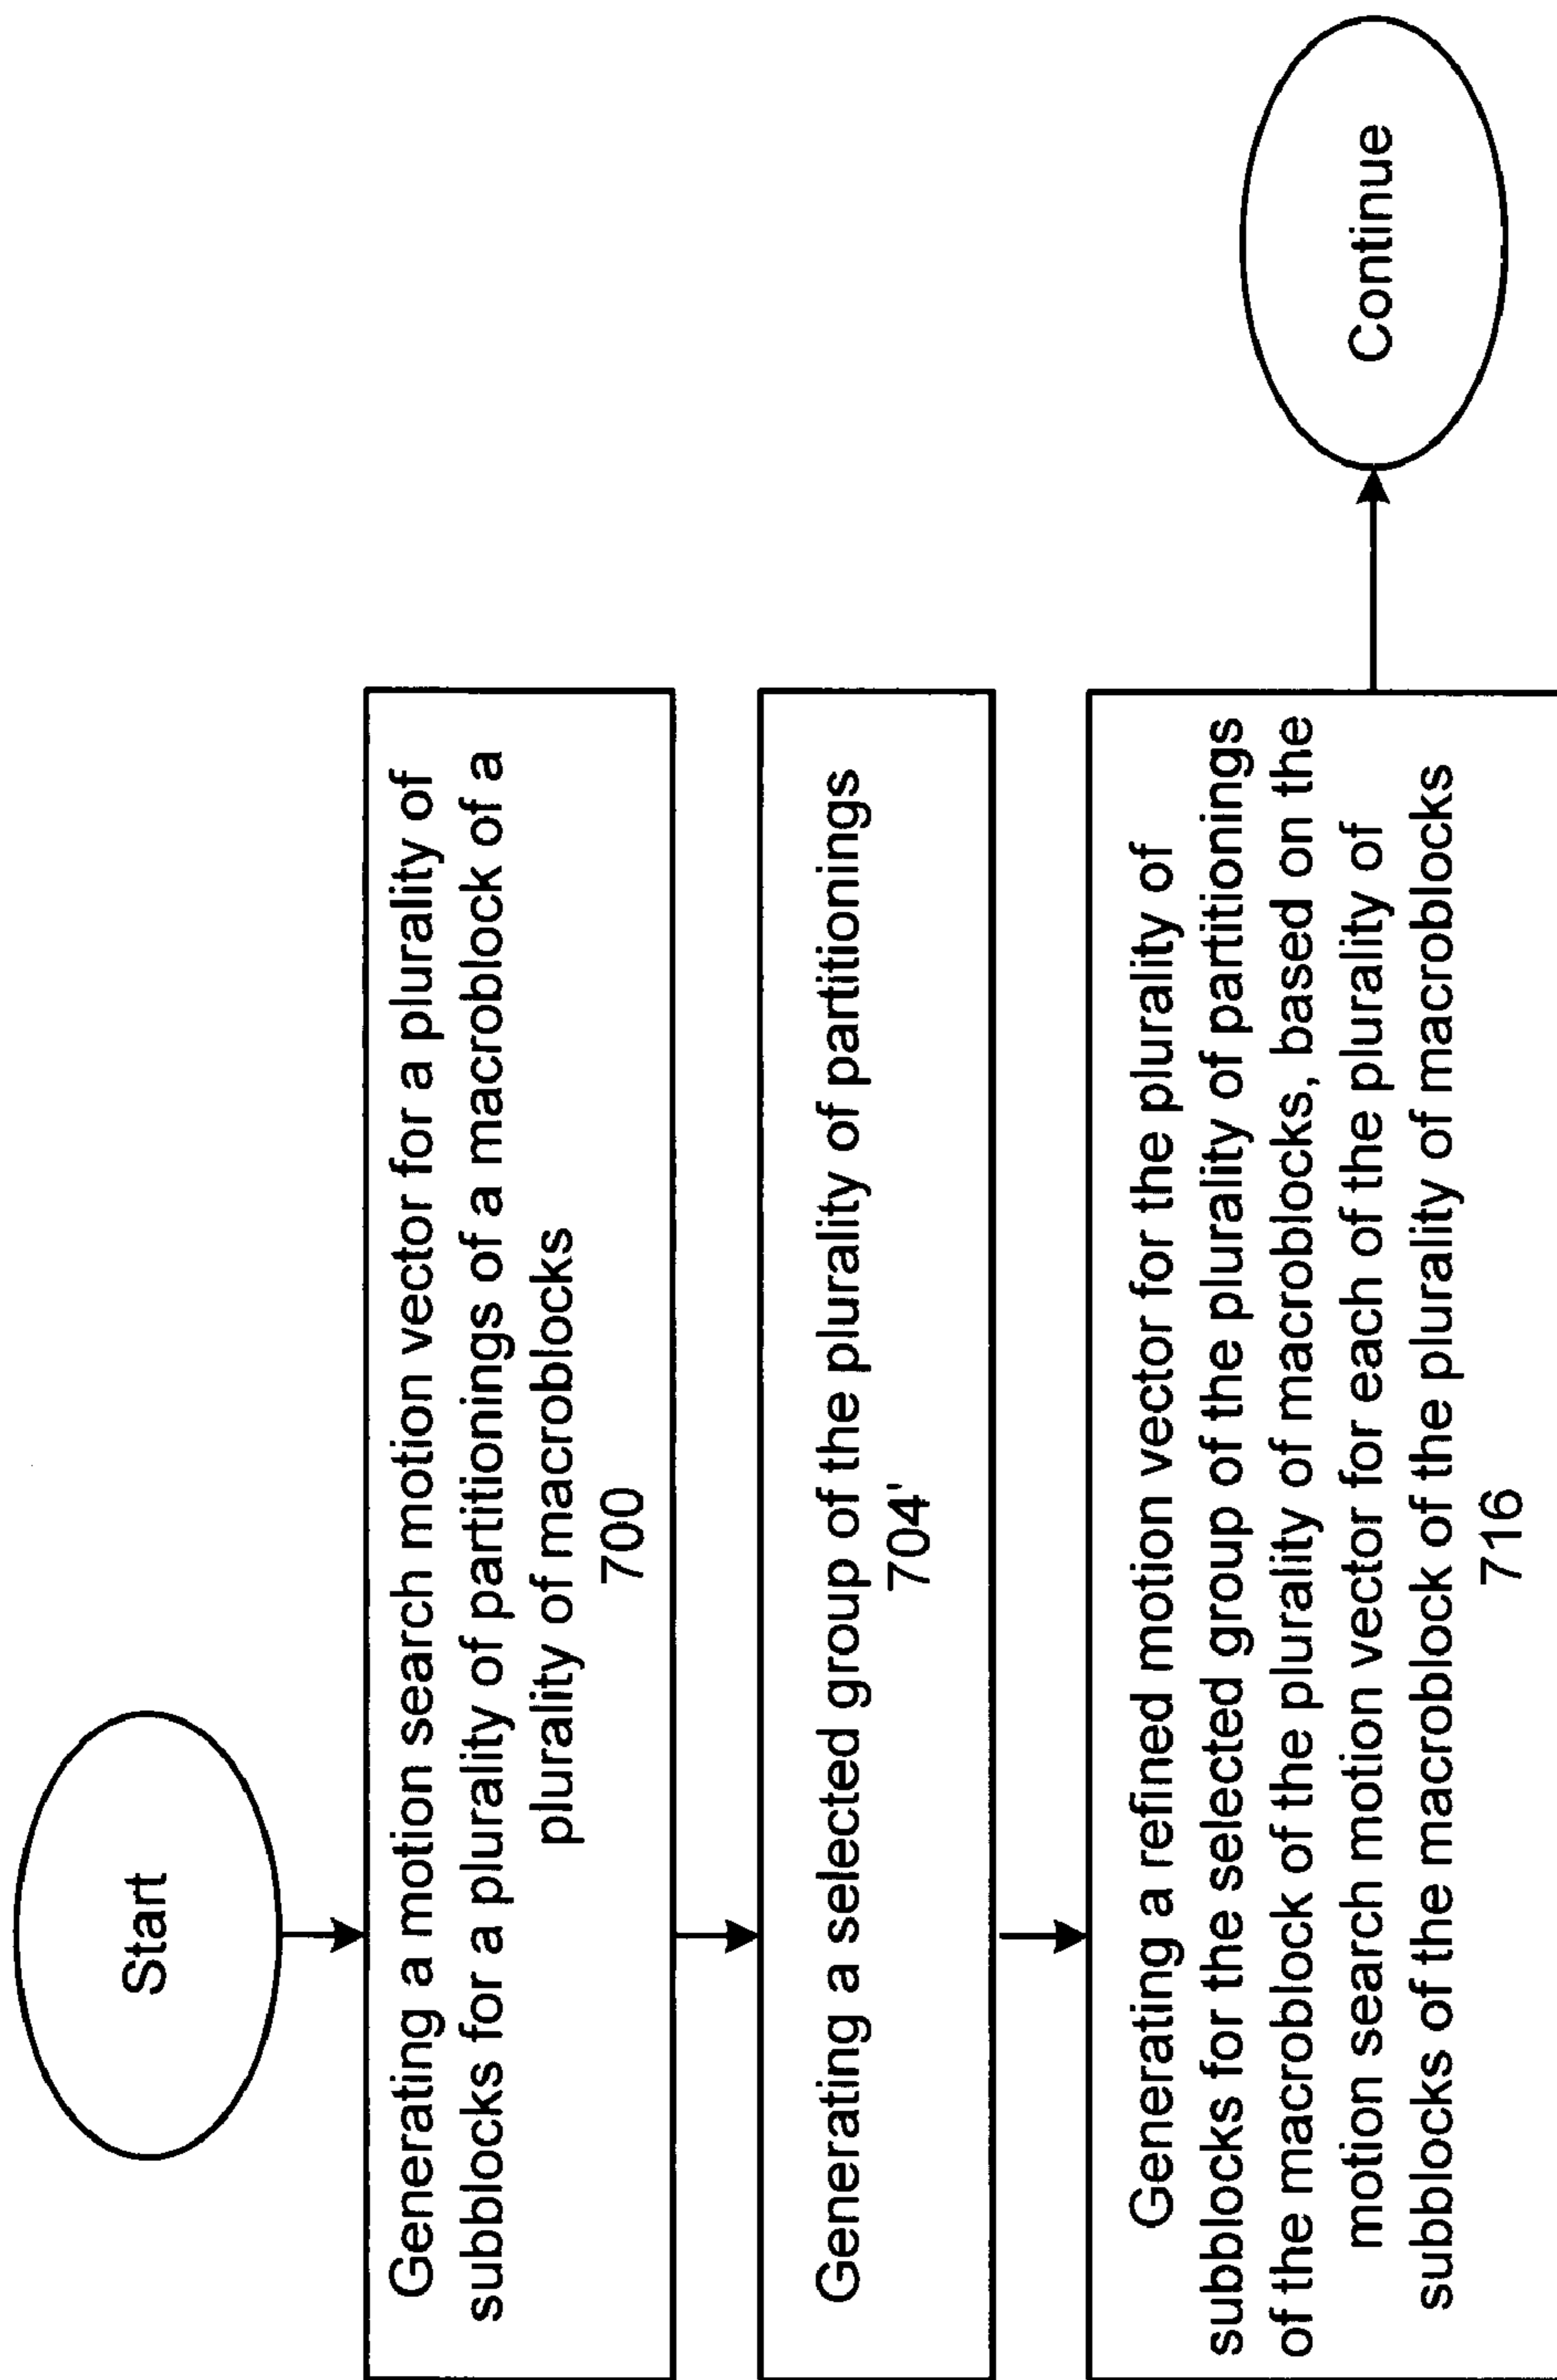 Start
Generating a motion search motion vector for a plurality of
subblocks for a plurality of partitionings of a macroblock of a
plurality of macroblocks
700
Generating a selected group of the plurality of partitionings
704'
Generating a refined motion vector for the plurality of
subblocks for the selected group of the plurality of partitionings
of the macroblock of the plurality of macroblocks, based on the
motion search motion vector for each of the plurality of
subblocks of the macroblock of the plurality of macroblocks
716
Continue